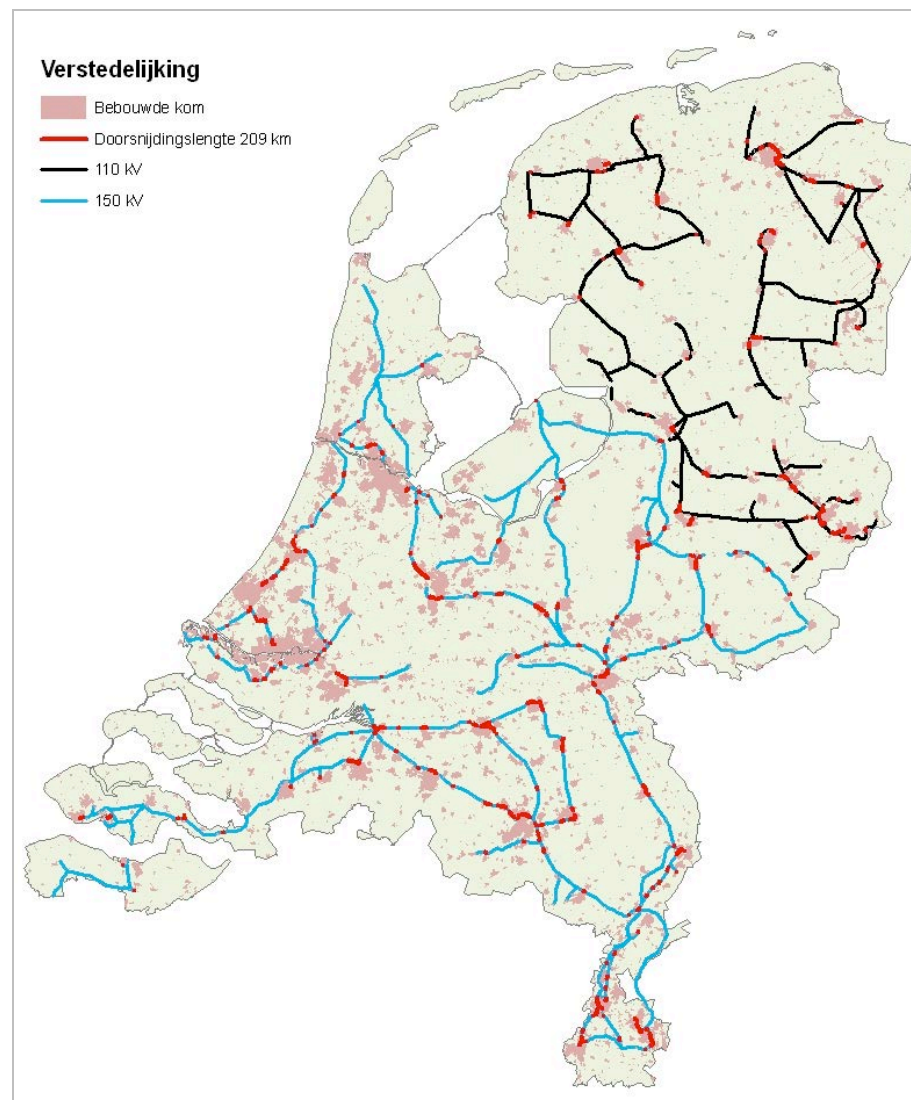 Verstedelijking
Bebouwde kom
Doorsnijdingslengte 209 km
110 kV
150 kV